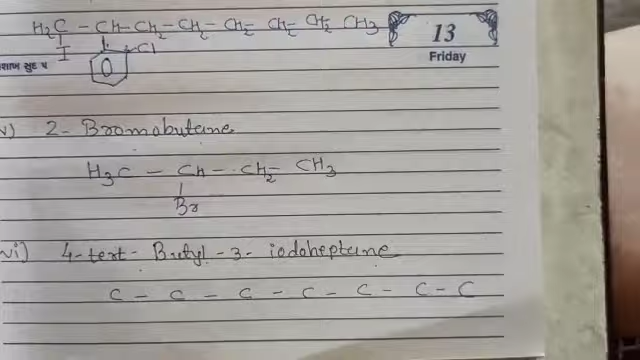 H2C - CH- CH2 - CH2 - CH2 - CH2 - CH2 CH3
I
Cl
13
Friday
સુદ ૫
v) 2- Bromobutane
H3C - CH - CH2- CH3
Br
vi) 4-tert- Butyl -3- iodoheptane
C - C - C - C - C - C - C